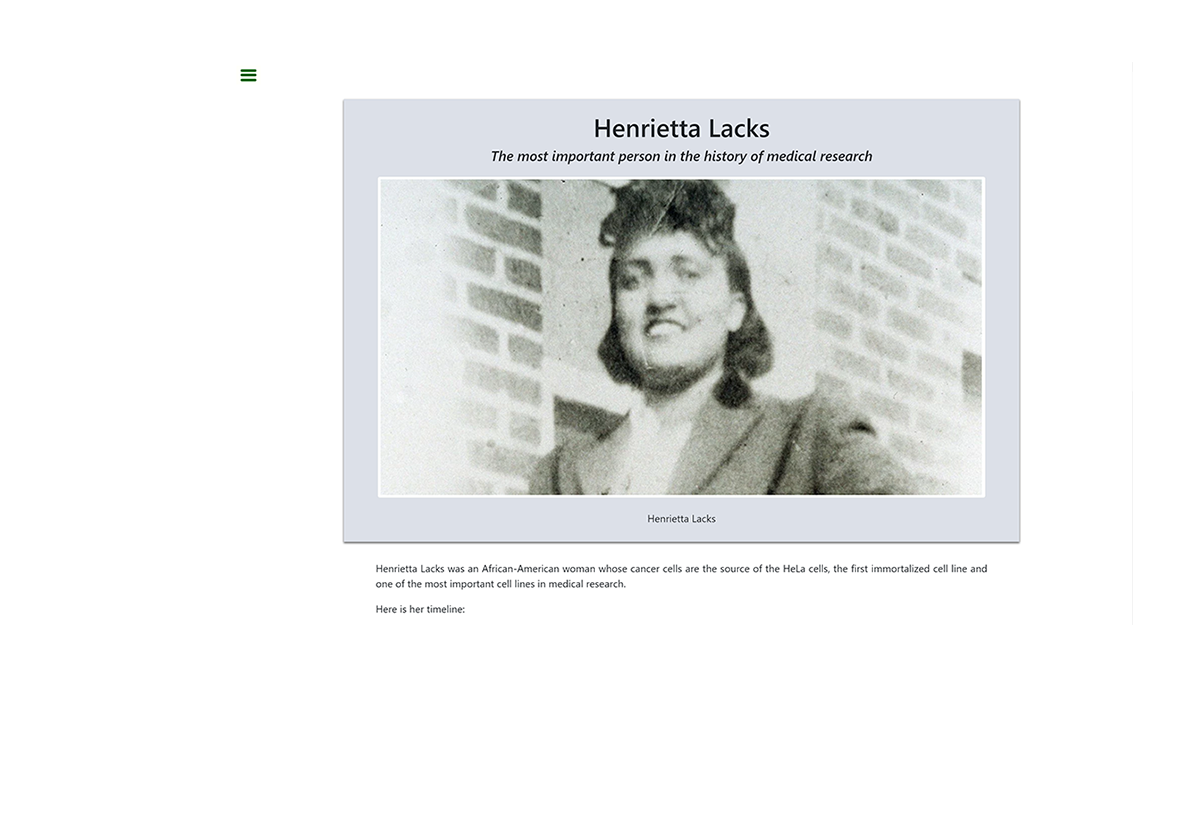 Henrietta Lacks
The most important person in the history of medical research
Henrietta Lacks
Henrietta Lacks was an African-American woman whose cancer cells are the source of the HeLa cells, the first immortalized cell line and
one of the most important cell lines in medical research.
Here is her timeline: